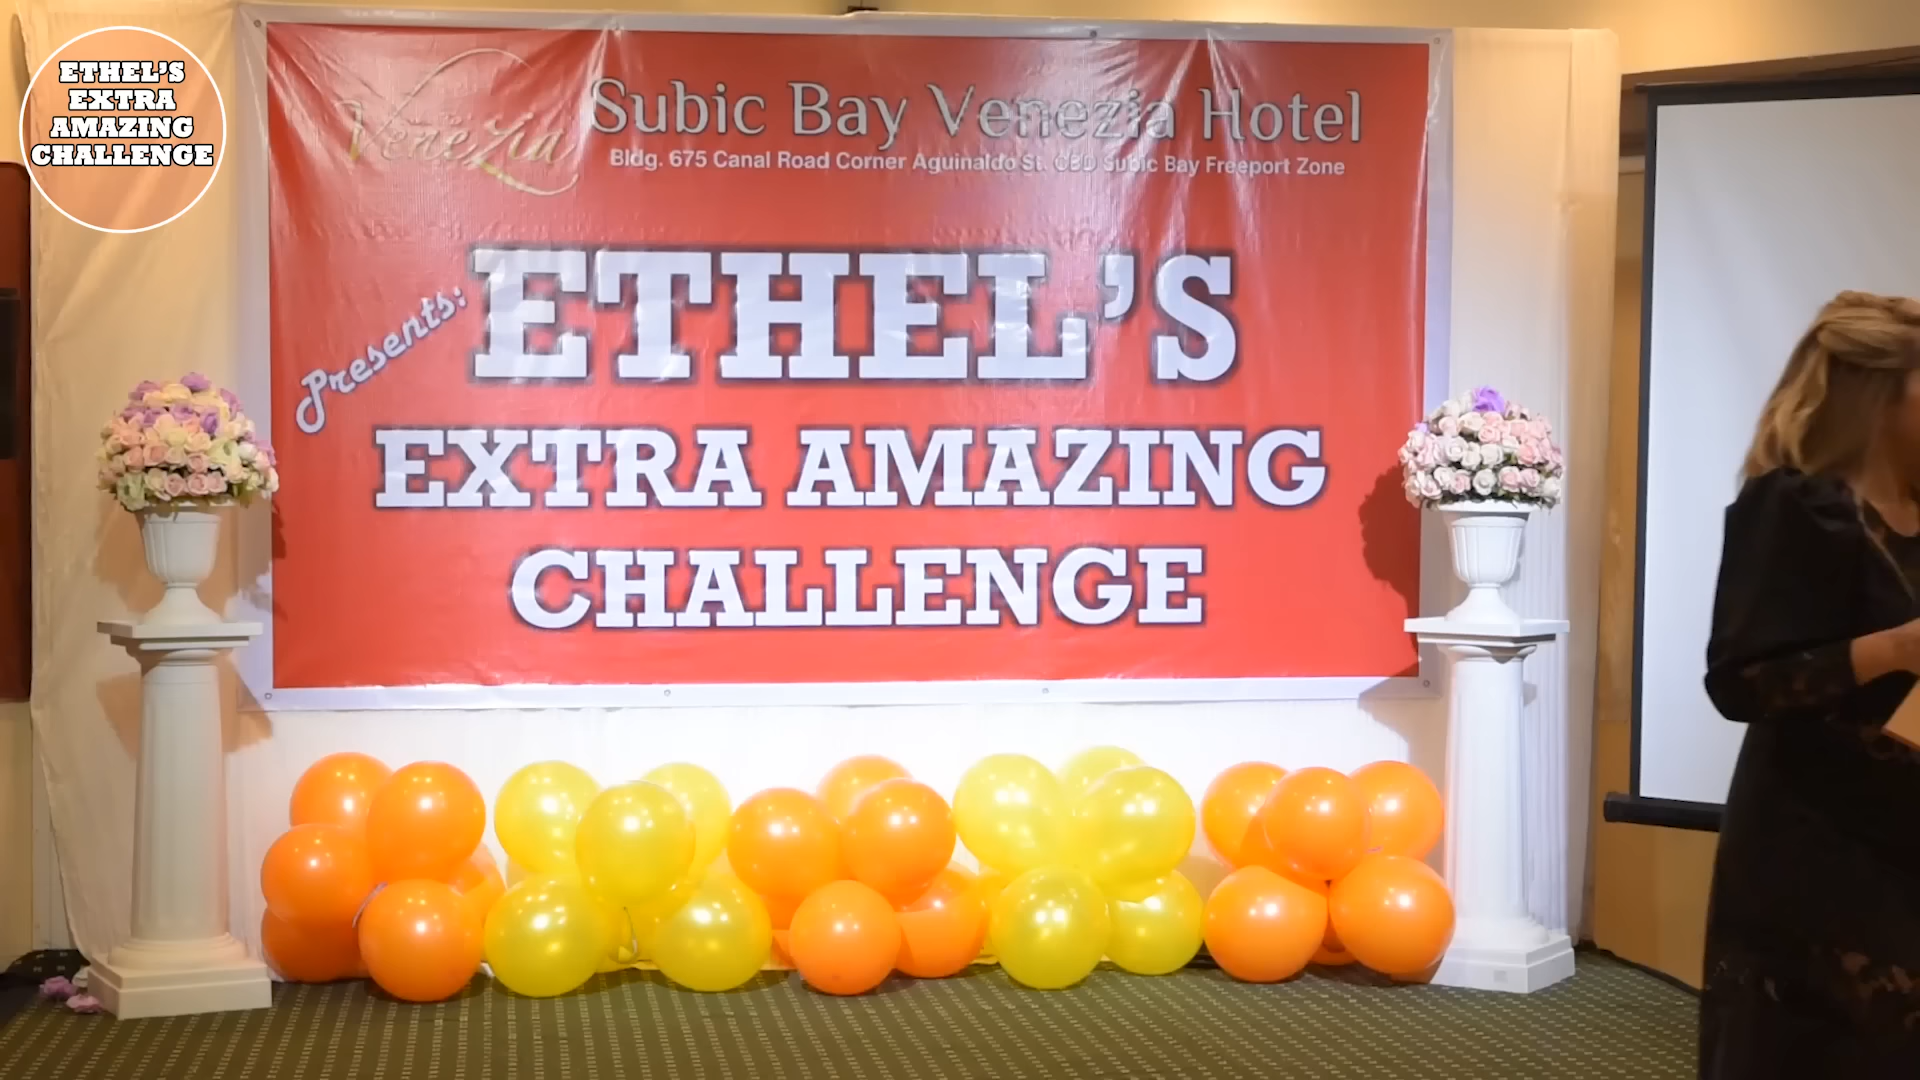 ETHEL'S
EXTRA
AMAZING
CHALLENGE
Venezia
Subic Bay Venezia Hotel
Bldg. 675 Canal Road Corner Aguinaldo St. CBD Subic Bay Freeport Zone
Presents:
ETHEL'S
EXTRA AMAZING
CHALLENGE